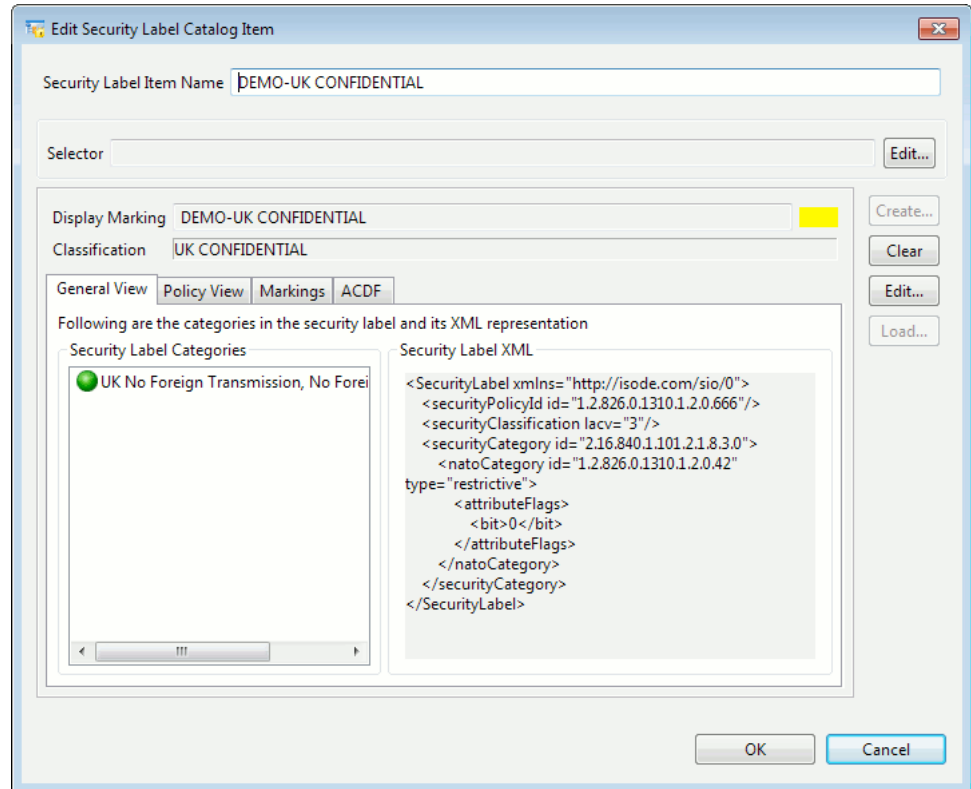 Edit Security Label Catalog Item
Security Label Item Name DEMO-UK CONFIDENTIAL
Selector Edit...
Display Marking DEMO-UK CONFIDENTIAL
Create...
Classification UK CONFIDENTIAL
Clear
General View Policy View Markings ACDF
Edit...
Following are the categories in the security label and its XML representation
Load...
Security Label Categories
UK No Foreign Transmission, No Forei
Security Label XML
<SecurityLabel xmlns="http://isode.com/sio/0">
<securityPolicyId id="1.2.826.0.1310.1.2.0.666"/>
<securityClassification lacv="3"/>
<securityCategory id="2.16.840.1.101.2.1.8.3.0">
<natoCategory id="1.2.826.0.1310.1.2.0.42"
type="restrictive">
<attributeFlags>
<bit>0</bit>
</attributeFlags>
</natoCategory>
</securityCategory>
</SecurityLabel>
OK Cancel